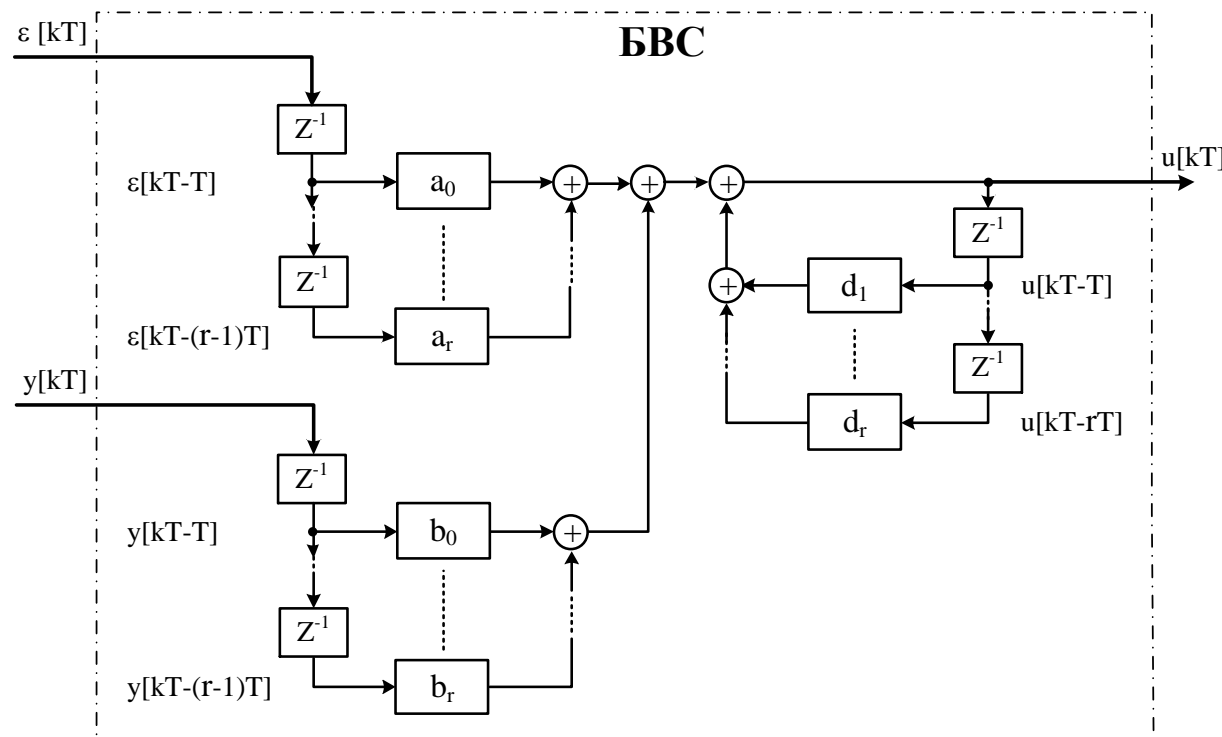 ε [kT]
БВС
Z⁻¹
ε[kT-T]
a₀
+
+
+
u[kT]
Z⁻¹
Z⁻¹
+
d₁
u[kT-T]
ε[kT-(r-1)T]
aᵣ
Z⁻¹
y[kT]
dᵣ
u[kT-rT]
Z⁻¹
y[kT-T]
b₀
+
Z⁻¹
y[kT-(r-1)T]
bᵣ